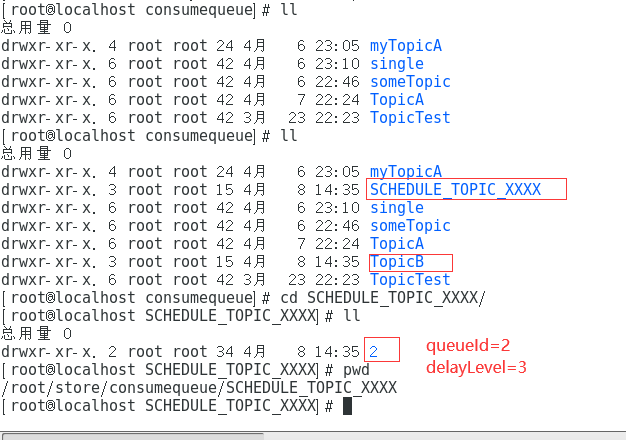 [root@localhost consumequeue]# ll
总用量 0
drwxr-xr-x. 4 root root 24 4月   6 23:05 myTopicA
drwxr-xr-x. 6 root root 42 4月   6 23:10 single
drwxr-xr-x. 6 root root 42 4月   6 22:46 someTopic
drwxr-xr-x. 6 root root 42 4月   7 22:24 TopicA
drwxr-xr-x. 6 root root 42 3月  23 22:23 TopicTest
[root@localhost consumequeue]# ll
总用量 0
drwxr-xr-x. 4 root root 24 4月   6 23:05 myTopicA
drwxr-xr-x. 3 root root 15 4月   8 14:35 SCHEDULE_TOPIC_XXXX
drwxr-xr-x. 6 root root 42 4月   6 23:10 single
drwxr-xr-x. 6 root root 42 4月   6 22:46 someTopic
drwxr-xr-x. 6 root root 42 4月   7 22:24 TopicA
drwxr-xr-x. 3 root root 15 4月   8 14:35 TopicB
drwxr-xr-x. 6 root root 42 3月  23 22:23 TopicTest
[root@localhost consumequeue]# cd SCHEDULE_TOPIC_XXXX/
[root@localhost SCHEDULE_TOPIC_XXXX]# ll
总用量 0
drwxr-xr-x. 2 root root 34 4月   8 14:35 2
queueId=2
delayLevel=3
[root@localhost SCHEDULE_TOPIC_XXXX]# pwd
/root/store/consumequeue/SCHEDULE_TOPIC_XXXX
[root@localhost SCHEDULE_TOPIC_XXXX]#